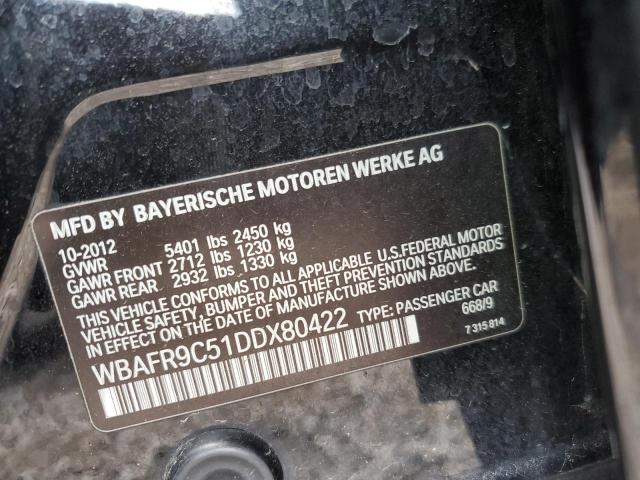 MFD BY BAYERISCHE MOTOREN WERKE AG
10-2012
GVWR 5401 lbs 2450 kg
GAWR FRONT 2712 lbs 1230 kg
GAWR REAR 2932 lbs 1330 kg
THIS VEHICLE CONFORMS TO ALL APPLICABLE U.S.FEDERAL MOTOR
VEHICLE SAFETY, BUMPER AND THEFT PREVENTION STANDARDS
IN EFFECT ON THE DATE OF MANUFACTURE SHOWN ABOVE.
WBAFR9C51DDX80422 TYPE: PASSENGER CAR
668/9
7 315 814